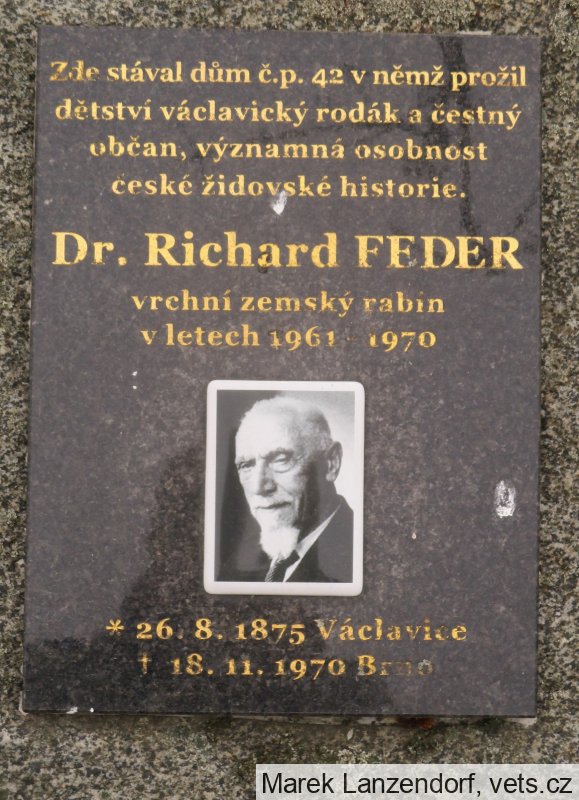 Zde stával dům č.p. 42 v němž prožil
dětství václavický rodák a čestný
občan, významná osobnost
české židovské historie.
Dr. Richard FEDER
vrchní zemský rabín
v letech 1961 - 1970
* 26. 8. 1875 Václavice
† 18. 11. 1970 Brno
Marek Lanzendorf, vets.cz